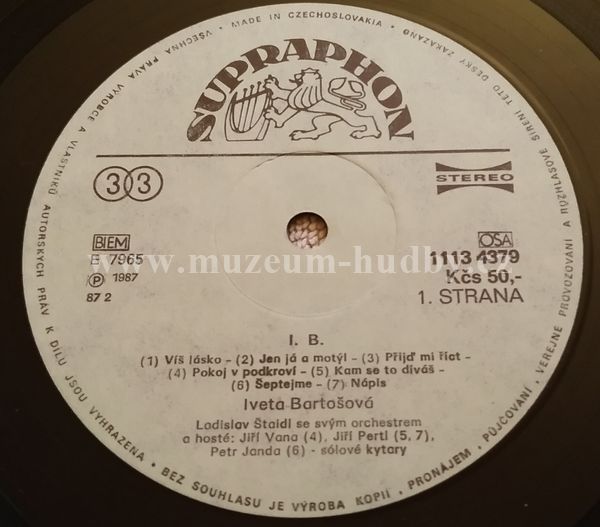 • MADE IN CZECHOSLOVAKIA •
VŠECHNA PRÁVA VÝROBCE A VLASTNÍKŮ AUTORSKÝCH PRÁV K DÍLU JSOU VYHRAZENA • BEZ SOUHLASU JE VÝROBA KOPIÍ, PRONÁJEM, PŮJČOVÁNÍ, VEŘEJNÉ PROVOZOVÁNÍ A ROZHLASOVÉ ŠÍŘENÍ TÉTO DESKY ZAKÁZÁNO
SUPRAPHON
33
STEREO
BIEM
OSA
E 7965
1113 4379
www.muzeum-hudby.cz
Ⓟ 1987
Kčs 50,-
87 2
1. STRANA
I. B.
(1) Víš lásko - (2) Jen já a motýl - (3) Přijď mi říct -
(4) Pokoj v podkroví - (5) Kam se to díváš -
(6) Šeptejme - (7) Nápis
Iveta Bartošová
Ladislav Štaidl se svým orchestrem
a hosté: Jiří Vana (4), Jiří Pertl (5, 7),
Petr Janda (6) - sólové kytary